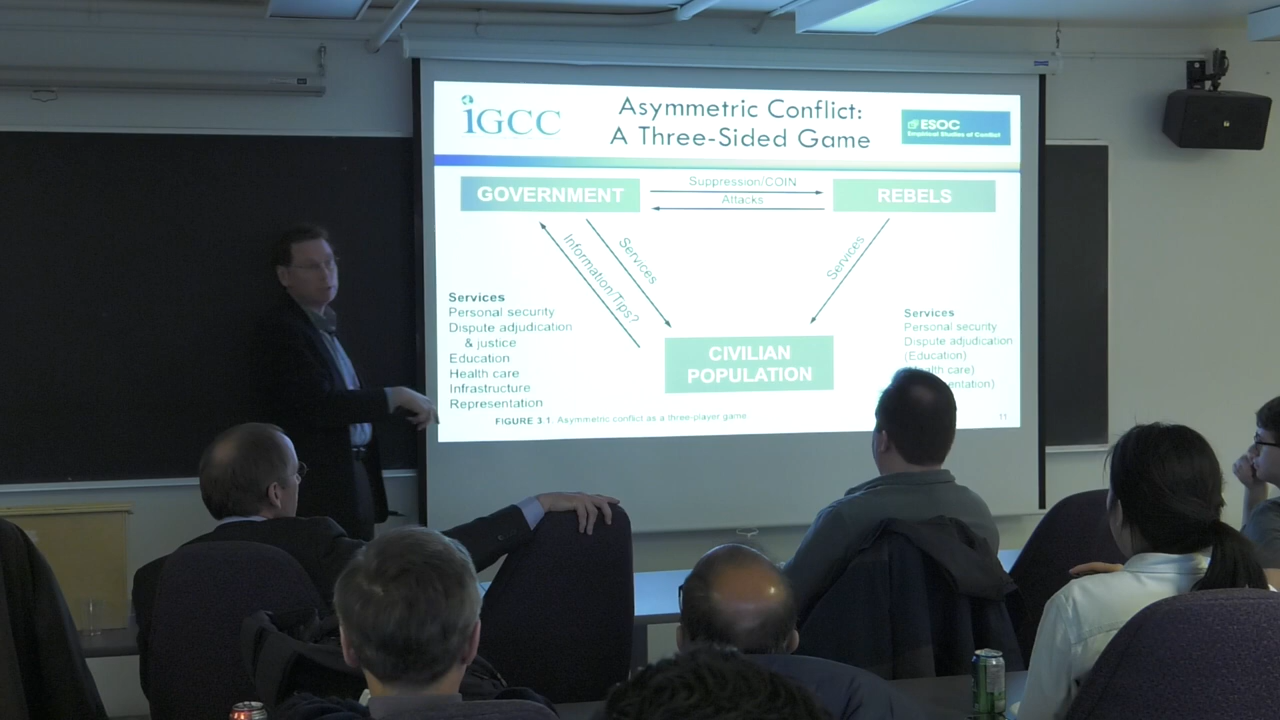 iGCC
Asymmetric Conflict:
A Three-Sided Game
ESOC
Empirical Studies of Conflict
GOVERNMENT
Suppression/COIN
Attacks
REBELS
Information/Tips?
Services
Services
CIVILIAN
POPULATION
Services
Personal security
Dispute adjudication
& justice
Education
Health care
Infrastructure
Representation
Services
Personal security
Dispute adjudication
(Education)
care)
FIGURE 3.1. Asymmetric conflict as a three-player game.
11